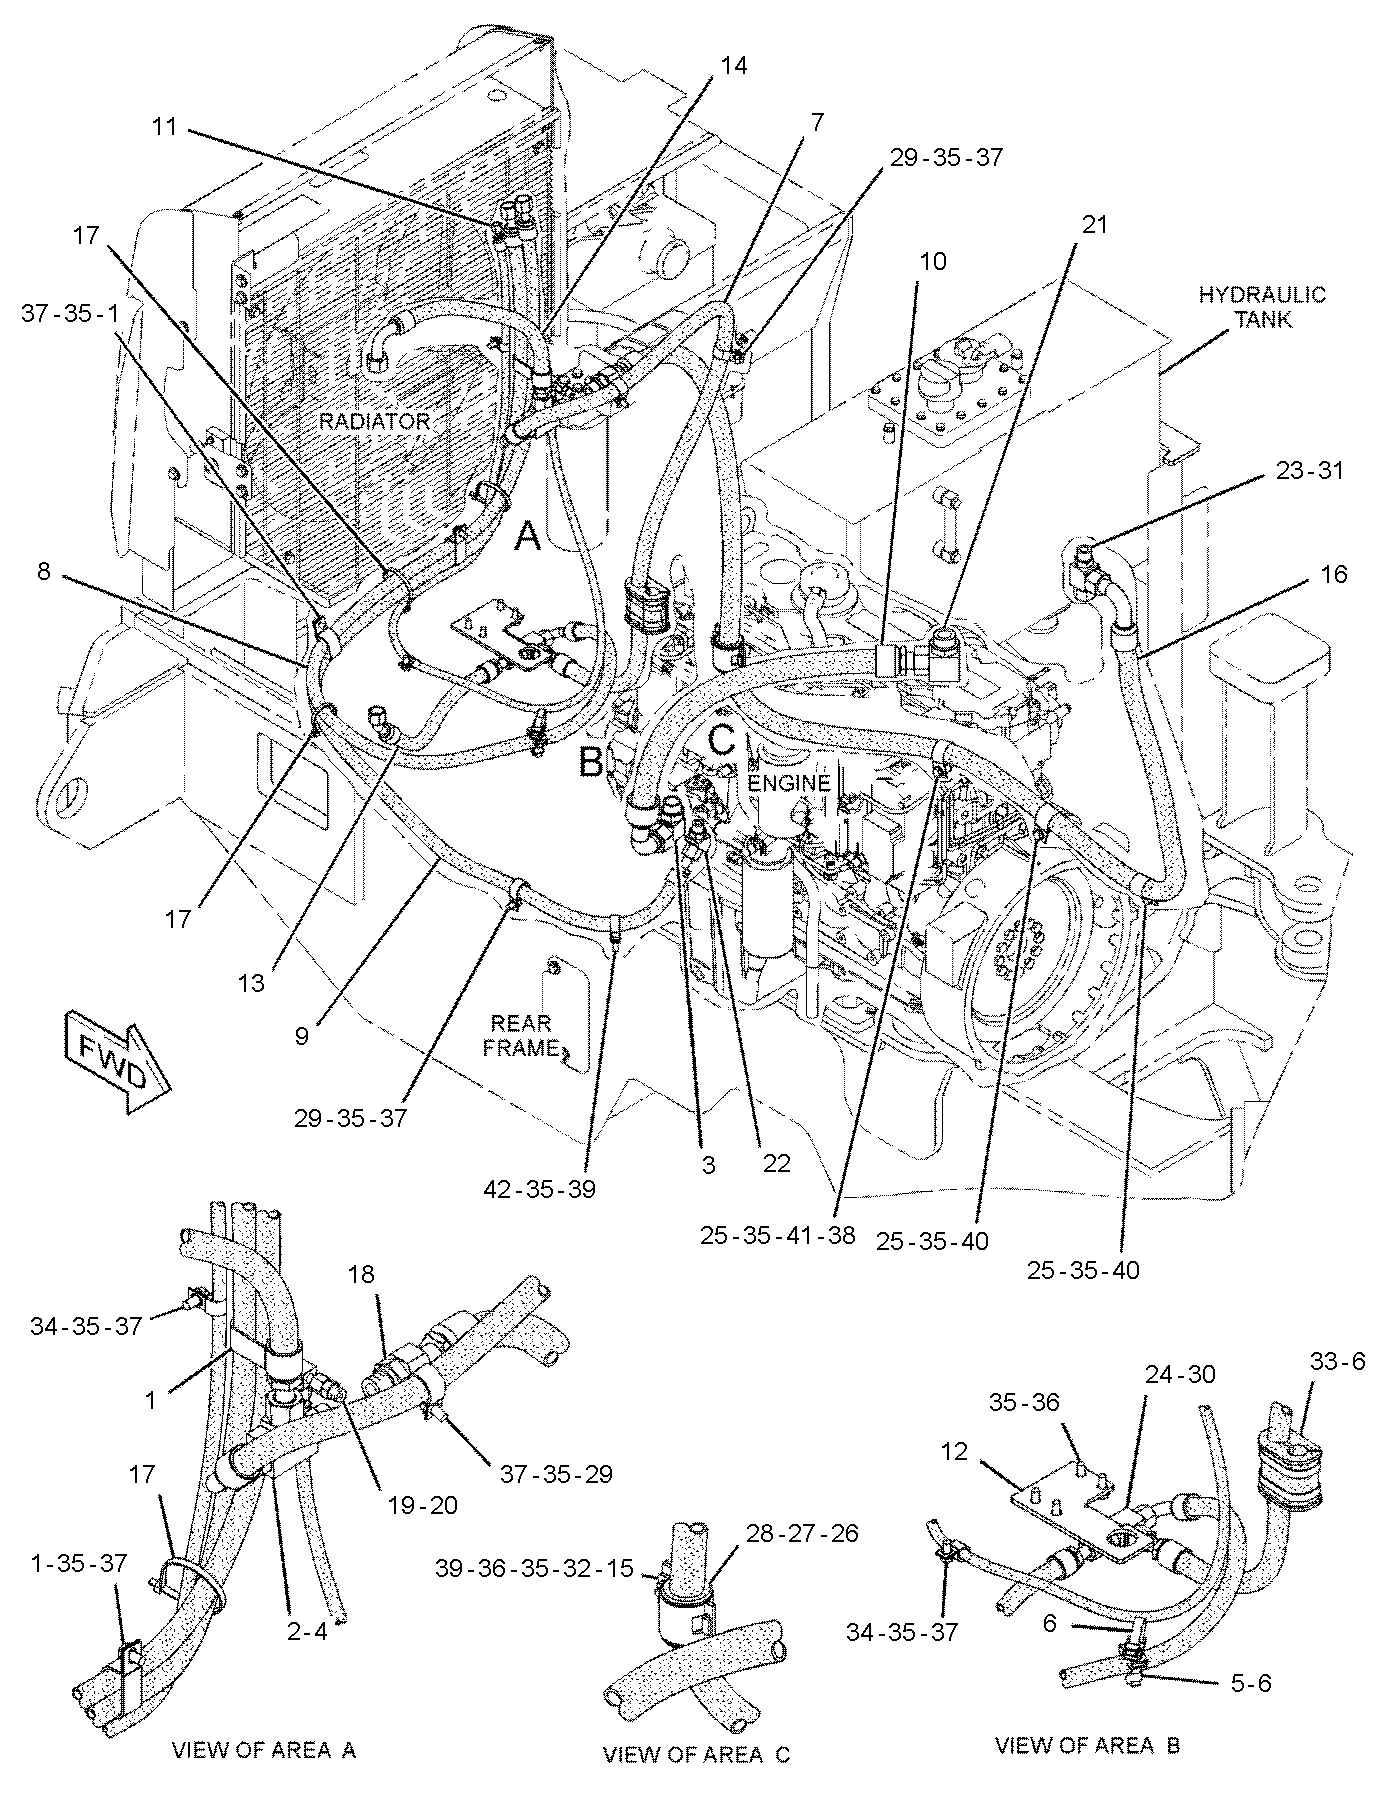 14
11
7
29-35-37
17
21
10
HYDRAULIC
TANK
37-35-1
RADIATOR
23-31
A
8
16
C
B
ENGINE
17
13
9
REAR
FRAME
FWD
29-35-37
3
22
42-35-39
25-35-41-38
25-35-40
25-35-40
18
34-35-37
33-6
24-30
35-36
1
12
17
37-35-29
19-20
28-27-26
1-35-37
39-36-35-32-15
2-4
34-35-37
6
5-6
VIEW OF AREA A
VIEW OF AREA C
VIEW OF AREA B